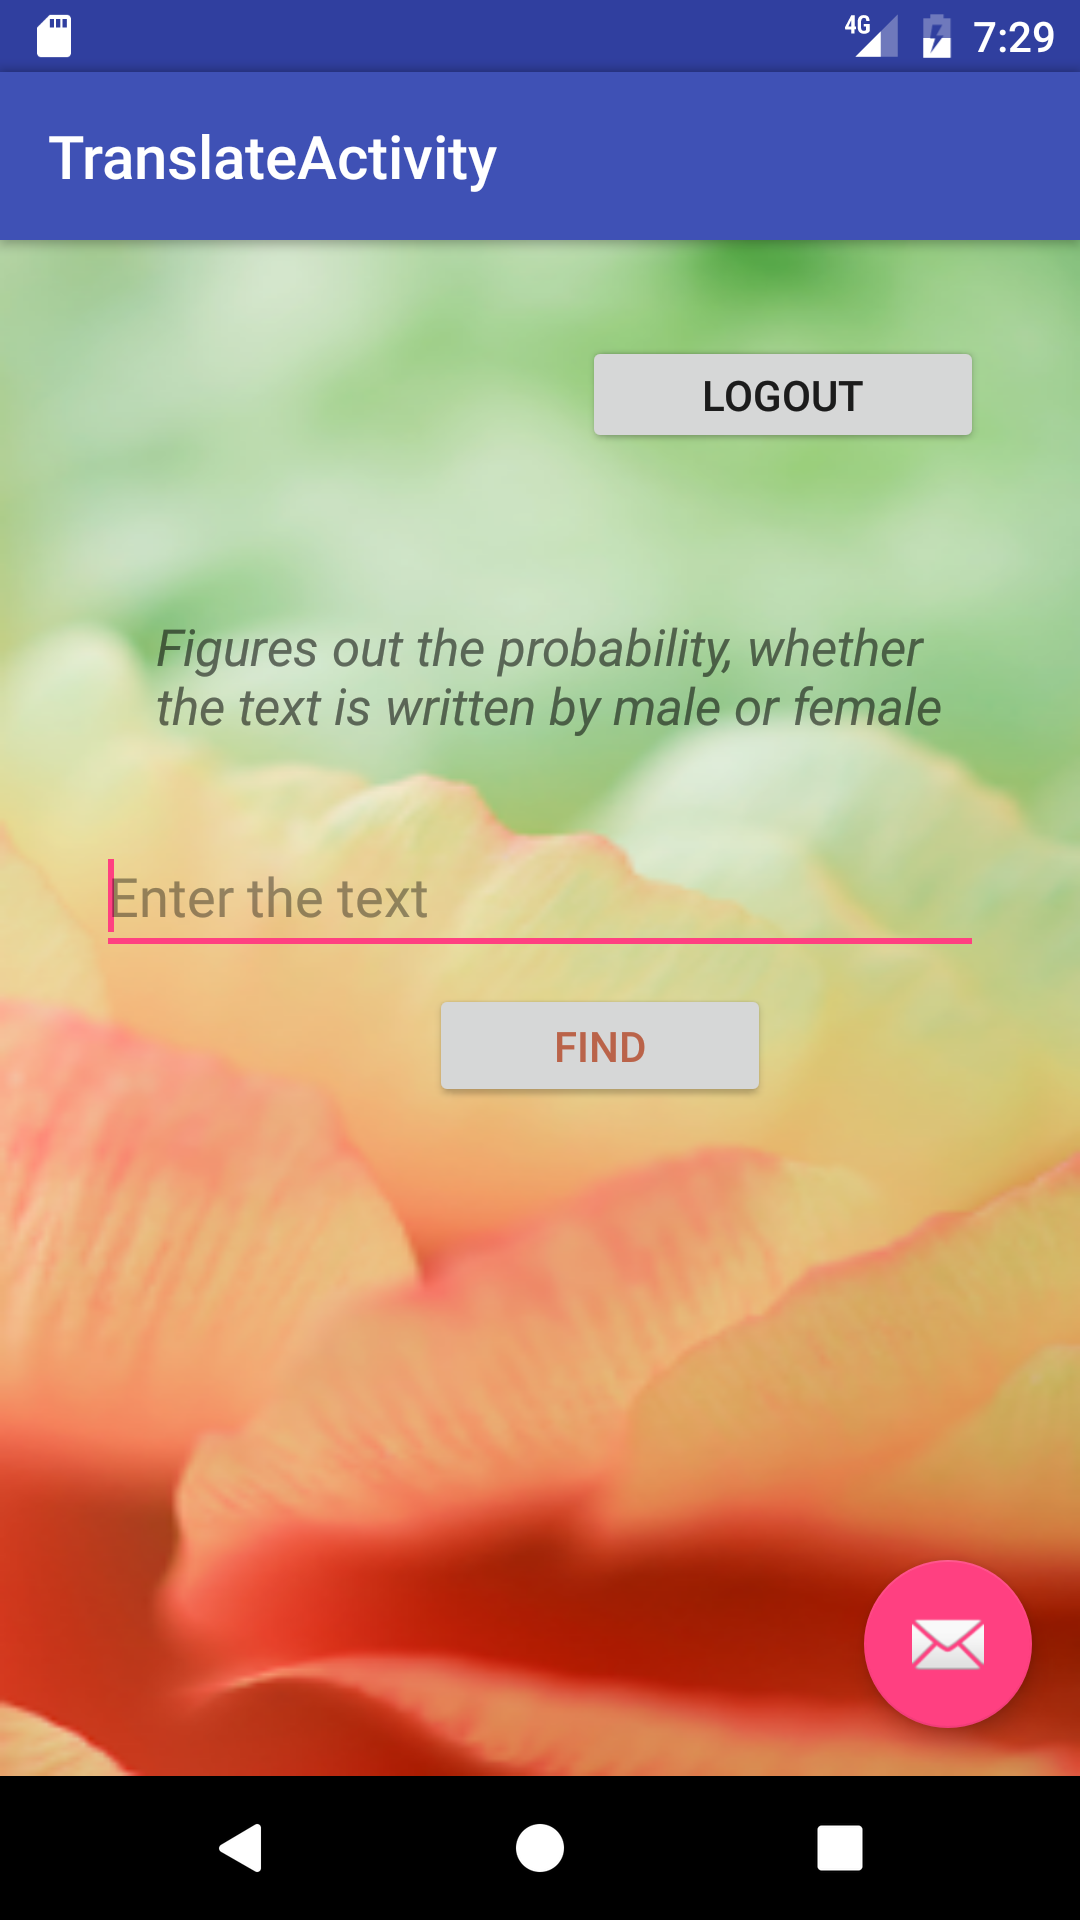 4G 7:29
TranslateActivity
LOGOUT
Figures out the probability, whether
the text is written by male or female
Enter the text
FIND